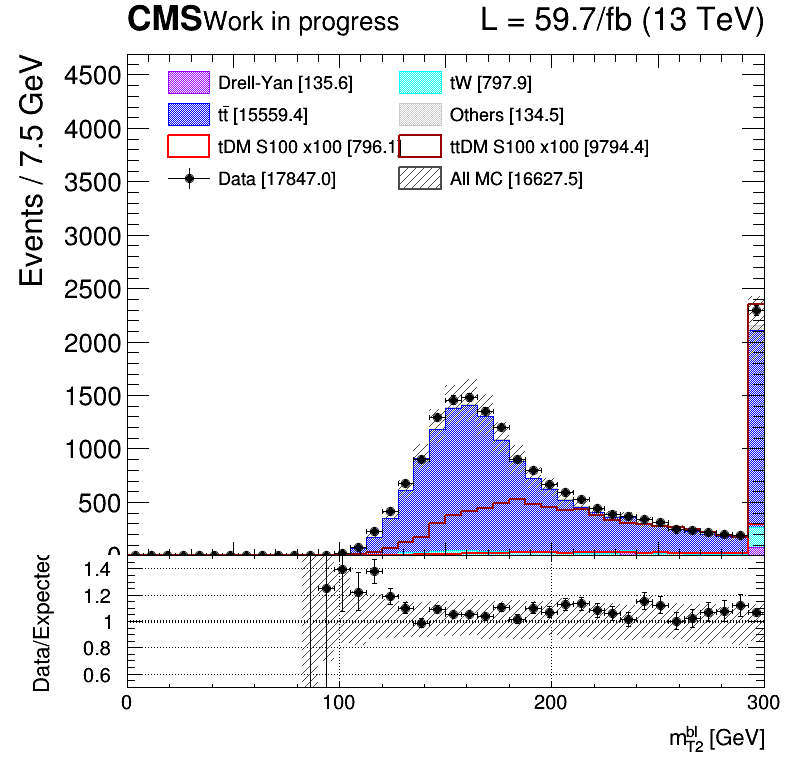 CMS Work in progress L = 59.7/fb (13 TeV)
Events / 7.5 GeV
4500
4000
3500
3000
2500
2000
1500
1000
500
0
Drell-Yan [135.6] tW [797.9]
tt̄ [15559.4] Others [134.5]
tDM S100 x100 [796.1] ttDM S100 x100 [9794.4]
Data [17847.0] All MC [16627.5]
Data/Expected
1.4
1.2
1
0.8
0.6
0 100 200 300
m_{T2}^{bl} [GeV]